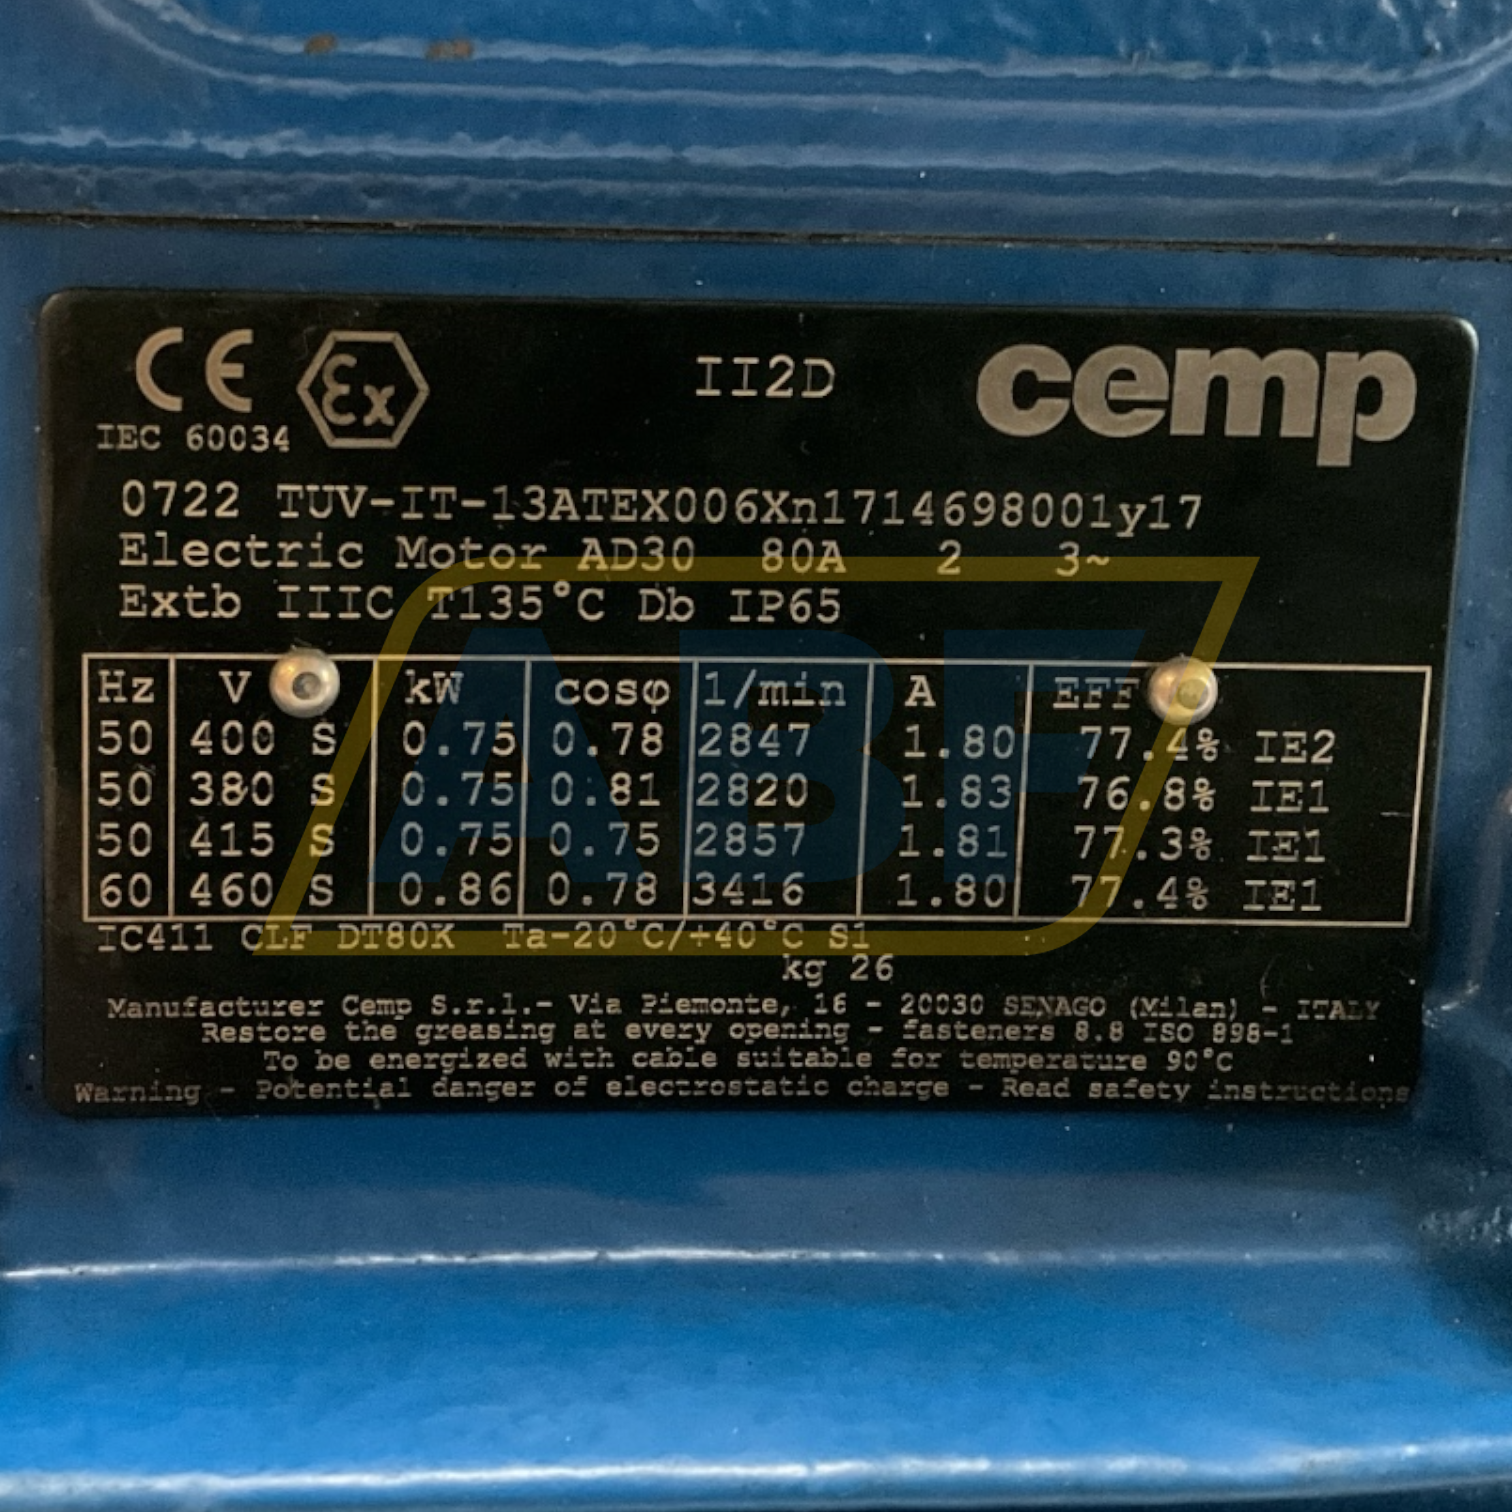 CE Ex II2D cemp
IEC 60034
0722 TUV-IT-13ATEX006Xn1714698001y17
Electric Motor AD30 80A 2 3~
Extb IIIC T135°C Db IP65
Hz V kW cosφ 1/min A EFF
50 400 S 0.75 0.78 2847 1.80 77.4% IE2
50 380 S 0.75 0.81 2820 1.83 76.8% IE1
50 415 S 0.75 0.75 2857 1.81 77.3% IE1
60 460 S 0.86 0.78 3416 1.80 77.4% IE1
IC411 CLF DT80K Ta-20°C/+40°C S1
kg 26
Manufacturer Cemp S.r.l.- Via Piemonte, 16 - 20030 SENAGO (Milan) - ITALY
Restore the greasing at every opening - fasteners 8.8 ISO 898-1
To be energized with cable suitable for temperature 90°C
Warning - Potential danger of electrostatic charge - Read safety instructions
ABF